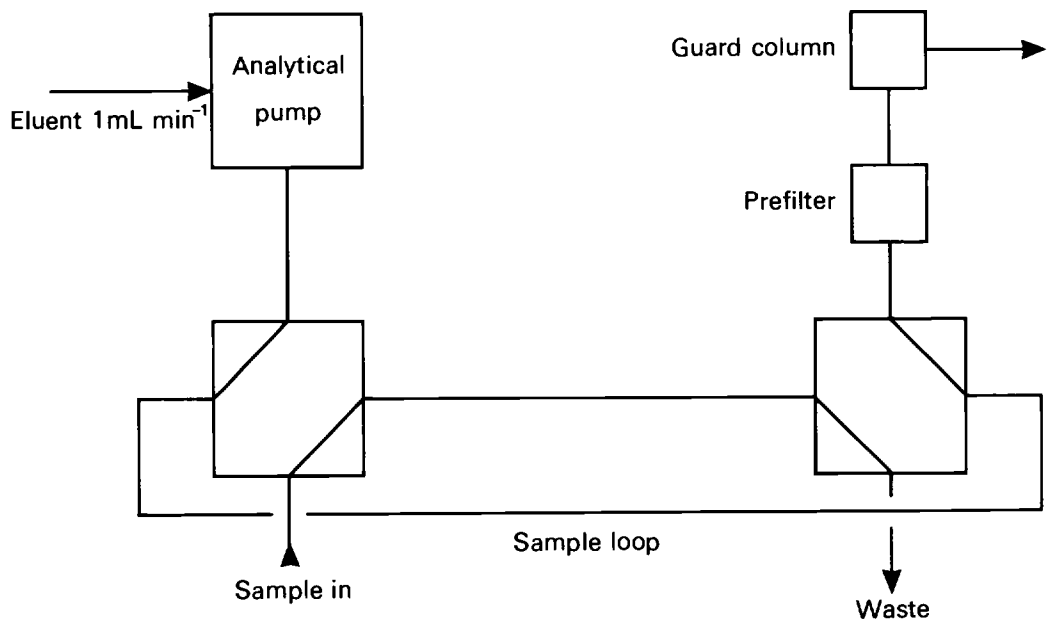 Analytical
pump
Eluent 1mL min⁻¹
Guard column
Prefilter
Sample loop
Sample in
Waste